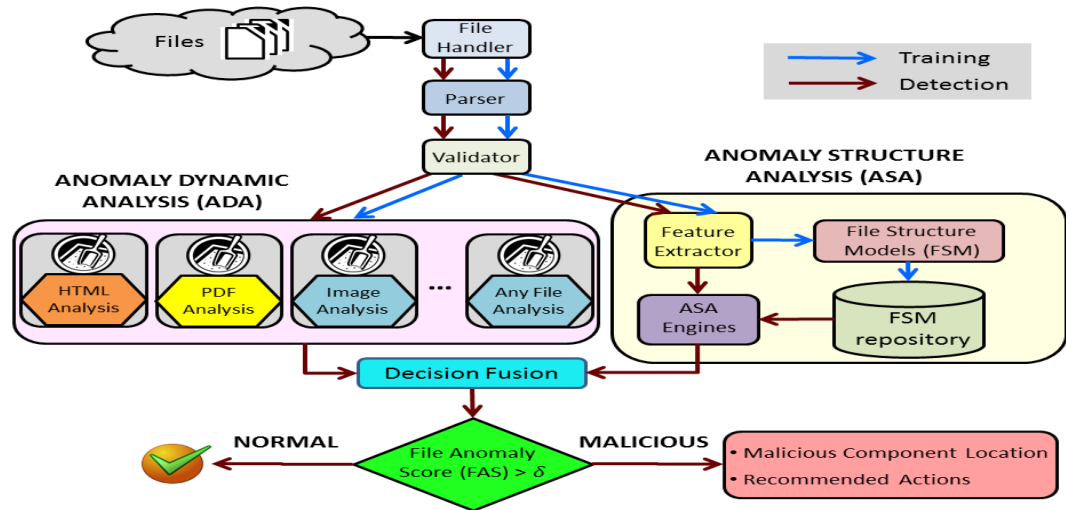 Files
File
Handler
Training
Detection
Parser
Validator
ANOMALY DYNAMIC
ANALYSIS (ADA)
ANOMALY STRUCTURE
ANALYSIS (ASA)
HTML
Analysis
PDF
Analysis
Image
Analysis
...
Any File
Analysis
Feature
Extractor
File Structure
Models (FSM)
ASA
Engines
FSM
repository
Decision Fusion
NORMAL
File Anomaly
Score (FAS) > δ
MALICIOUS
• Malicious Component Location
• Recommended Actions